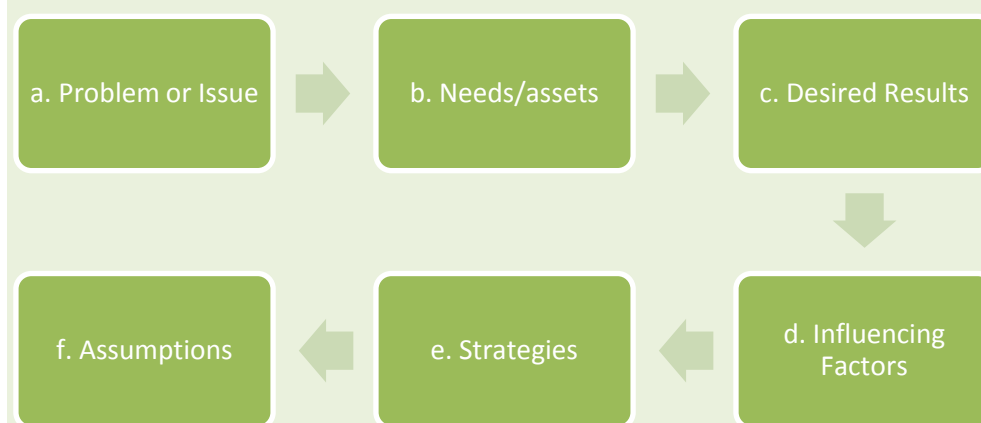 a. Problem or Issue
b. Needs/assets
c. Desired Results
d. Influencing
Factors
e. Strategies
f. Assumptions